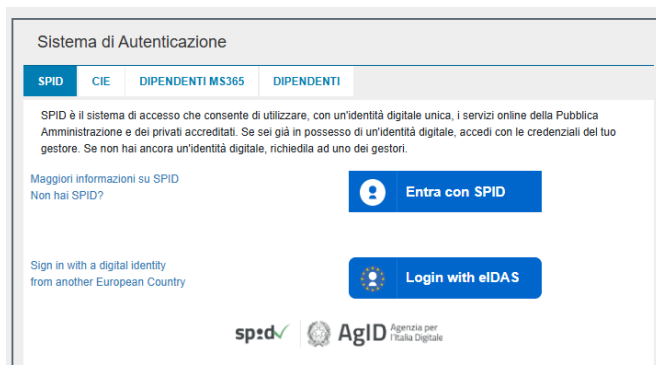 Sistema di Autenticazione
SPID CIE DIPENDENTI MS365 DIPENDENTI
SPID è il sistema di accesso che consente di utilizzare, con un'identità digitale unica, i servizi online della Pubblica
Amministrazione e dei privati accreditati. Se sei già in possesso di un'identità digitale, accedi con le credenziali del tuo
gestore. Se non hai ancora un'identità digitale, richiedila ad uno dei gestori.
Maggiori informazioni su SPID
Non hai SPID?
Entra con SPID
Sign in with a digital identity
from another European Country
Login with eIDAS
spid AgID Agenzia per
l'Italia Digitale